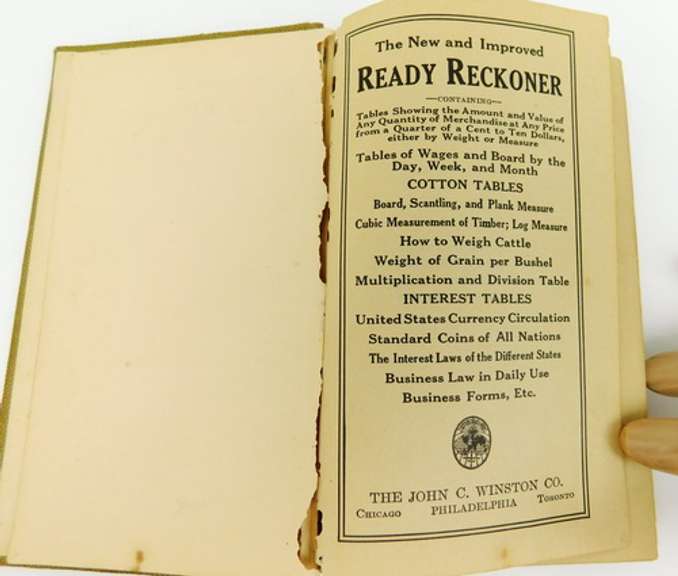 The New and Improved
READY RECKONER
—CONTAINING—
Tables Showing the Amount and Value of
Any Quantity of Merchandise at Any Price
from a Quarter of a Cent to Ten Dollars,
either by Weight or Measure
Tables of Wages and Board by the
Day, Week, and Month
COTTON TABLES
Board, Scantling, and Plank Measure
Cubic Measurement of Timber; Log Measure
How to Weigh Cattle
Weight of Grain per Bushel
Multiplication and Division Table
INTEREST TABLES
United States Currency Circulation
Standard Coins of All Nations
The Interest Laws of the Different States
Business Law in Daily Use
Business Forms, Etc.
THE JOHN C. WINSTON CO.
CHICAGO PHILADELPHIA TORONTO